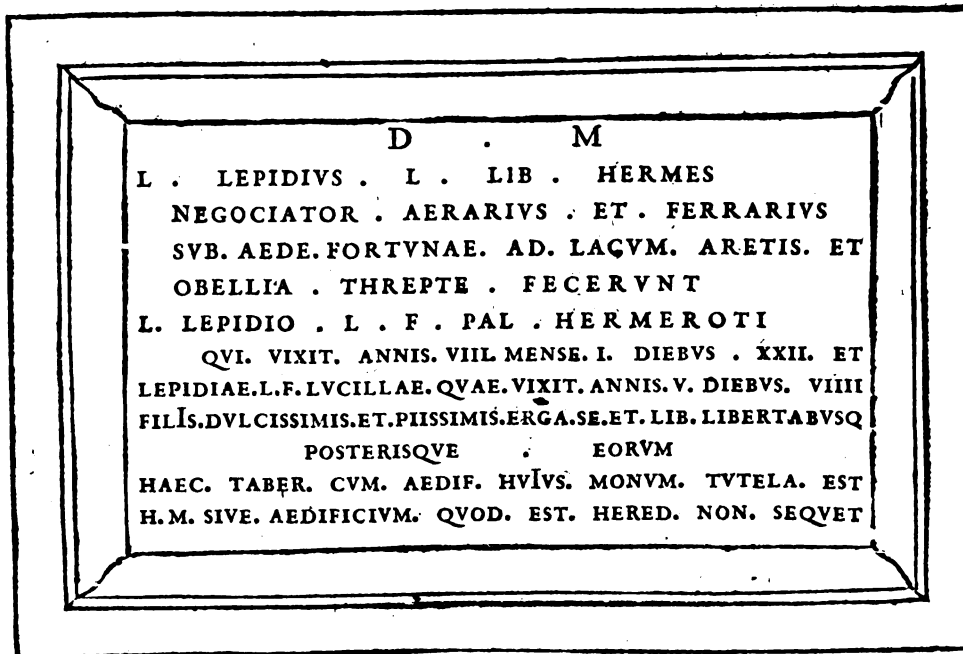 D . M
L . LEPIDIVS . L . LIB . HERMES
NEGOCIATOR . AERARIVS . ET . FERRARIVS
SVB. AEDE. FORTVNAE. AD. LACVM. ARETIS. ET
OBELLIA . THREPTE . FECERVNT
L. LEPIDIO . L . F . PAL . HERMEROTI
QVI. VIXIT. ANNIS. VIII. MENSE. I. DIEBVS . XXII. ET
LEPIDIAE.L.F.LVCILLAE.QVAE.VIXIT.ANNIS.V. DIEBVS. VIIII
FILIS.DVLCISSIMIS.ET.PIISSIMIS.ERGA.SE.ET.LIB.LIBERTABVSQ
POSTERISQVE . EORVM
HAEC. TABER. CVM. AEDIF. HVIVS. MONVM. TVTELA. EST
H.M. SIVE. AEDIFICIVM. QVOD. EST. HERED. NON. SEQVET